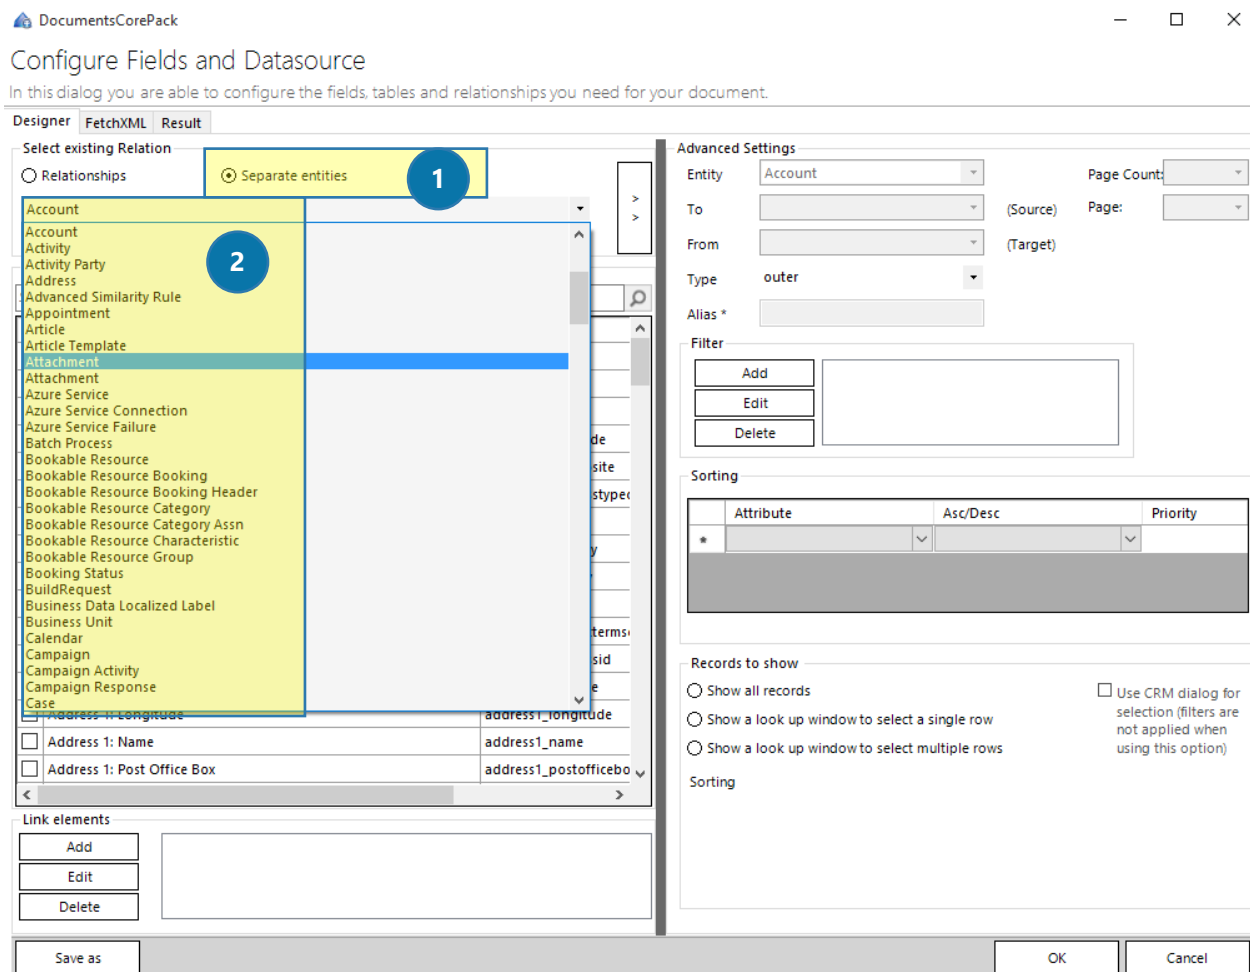 DocumentsCorePack
Configure Fields and Datasource
In this dialog you are able to configure the fields, tables and relationships you need for your document.
Designer
FetchXML
Result
Select existing Relation
Relationships
Separate entities
1
Account
> >
2
Account
Activity
Activity Party
Address
Advanced Similarity Rule
Appointment
Article
Article Template
Attachment
Attachment
Azure Service
Azure Service Connection
Azure Service Failure
Batch Process
Bookable Resource
Bookable Resource Booking
Bookable Resource Booking Header
Bookable Resource Category
Bookable Resource Category Assn
Bookable Resource Characteristic
Bookable Resource Group
Booking Status
BuildRequest
Business Data Localized Label
Business Unit
Calendar
Campaign
Campaign Activity
Campaign Response
Case
de
site
stype
y
terms
sid
e
Address 1: Longitude address1_longitude
Address 1: Name address1_name
Address 1: Post Office Box address1_postofficebo
Link elements
Add
Edit
Delete
Advanced Settings
Entity Account Page Count:
To (Source) Page:
From (Target)
Type outer
Alias *
Filter
Add
Edit
Delete
Sorting
Attribute Asc/Desc Priority
*
Records to show
Show all records
Show a look up window to select a single row
Show a look up window to select multiple rows
Use CRM dialog for
selection (filters are
not applied when
using this option)
Sorting
Save as
OK
Cancel